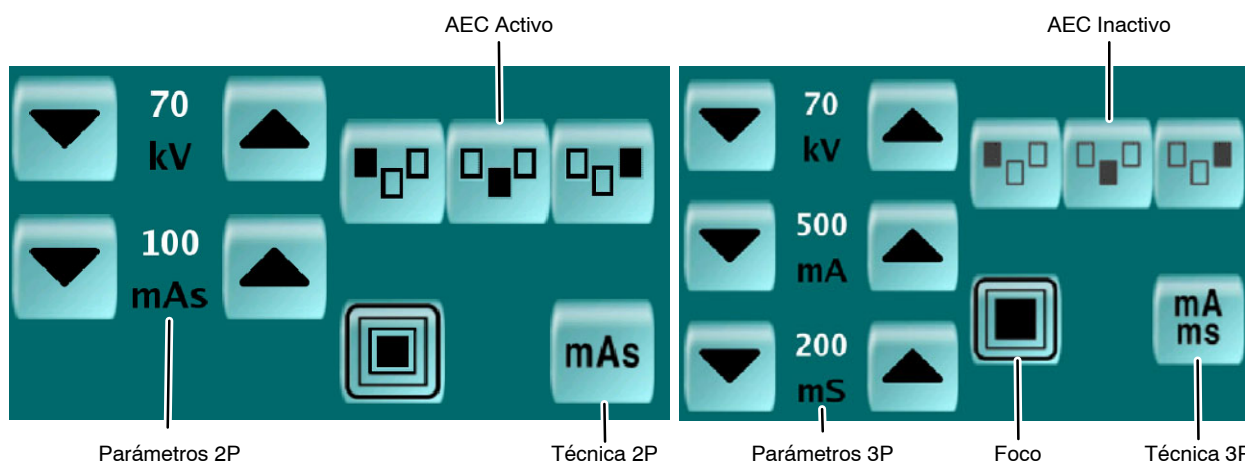 AEC Activo
AEC Inactivo
70
kV
100
mAs
mAs
70
kV
500
mA
200
mS
mA
ms
Parámetros 2P
Técnica 2P
Parámetros 3P
Foco
Técnica 3P